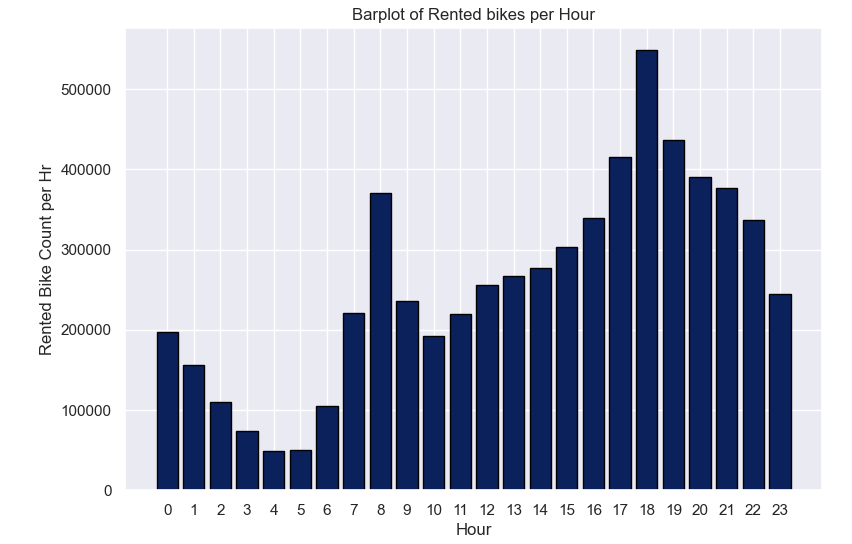 Barplot of Rented bikes per Hour
Rented Bike Count per Hr
500000
400000
300000
200000
100000
0
0 1 2 3 4 5 6 7 8 9 10 11 12 13 14 15 16 17 18 19 20 21 22 23
Hour